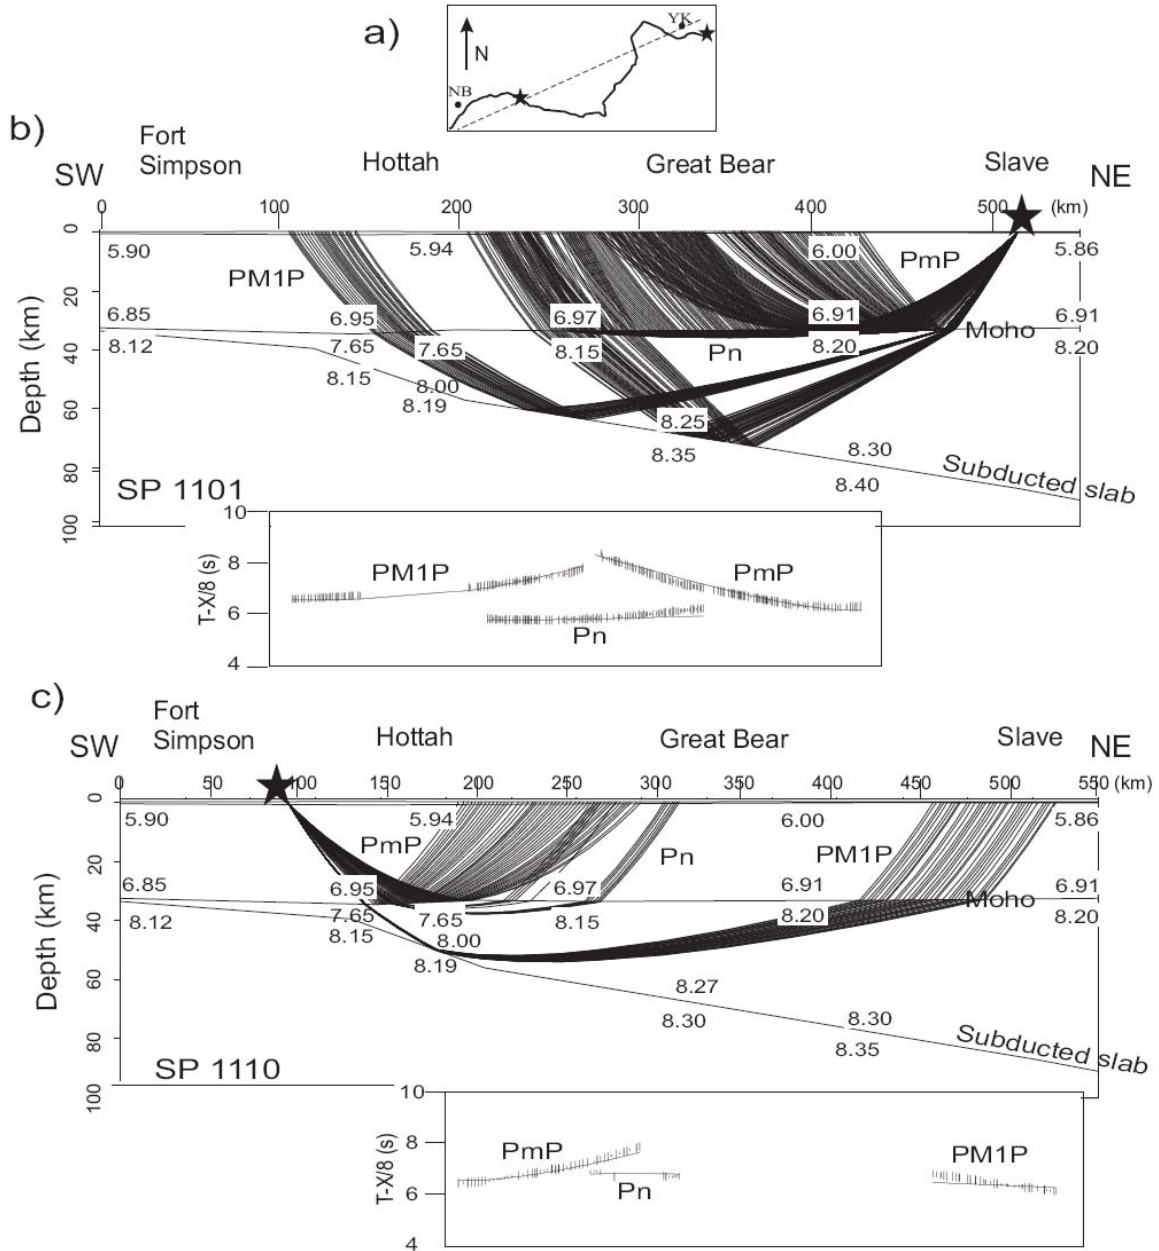 a)
YK
N
NB
b)
Fort
Simpson
Hottah
Great Bear
Slave
SW
NE
0 100 200 300 400 500 (km)
0
5.90 5.94 6.00 5.86
PmP
PM1P
20
6.85 6.95 6.97 6.91 6.91
Moho
8.12 7.65 7.65 8.15 Pn 8.20 8.20
40
8.15 8.00
8.19
60
8.25
8.35 8.30
80
8.40
Subducted slab
100
Depth (km)
SP 1101
10
8
6
4
T-X/8 (s)
PM1P
PmP
Pn
c)
Fort
Simpson
Hottah
Great Bear
Slave
SW
NE
0 50 100 150 200 250 300 350 400 450 500 550 (km)
0
5.90 5.94 6.00 5.86
PmP Pn PM1P
20
6.85 6.95 6.97 6.91 6.91
Moho
8.12 7.65 7.65 8.15 8.20 8.20
40
8.15 8.00
8.19
60
8.27
8.30 8.30
80
8.35
Subducted slab
100
Depth (km)
SP 1110
10
8
6
4
T-X/8 (s)
PmP
Pn
PM1P